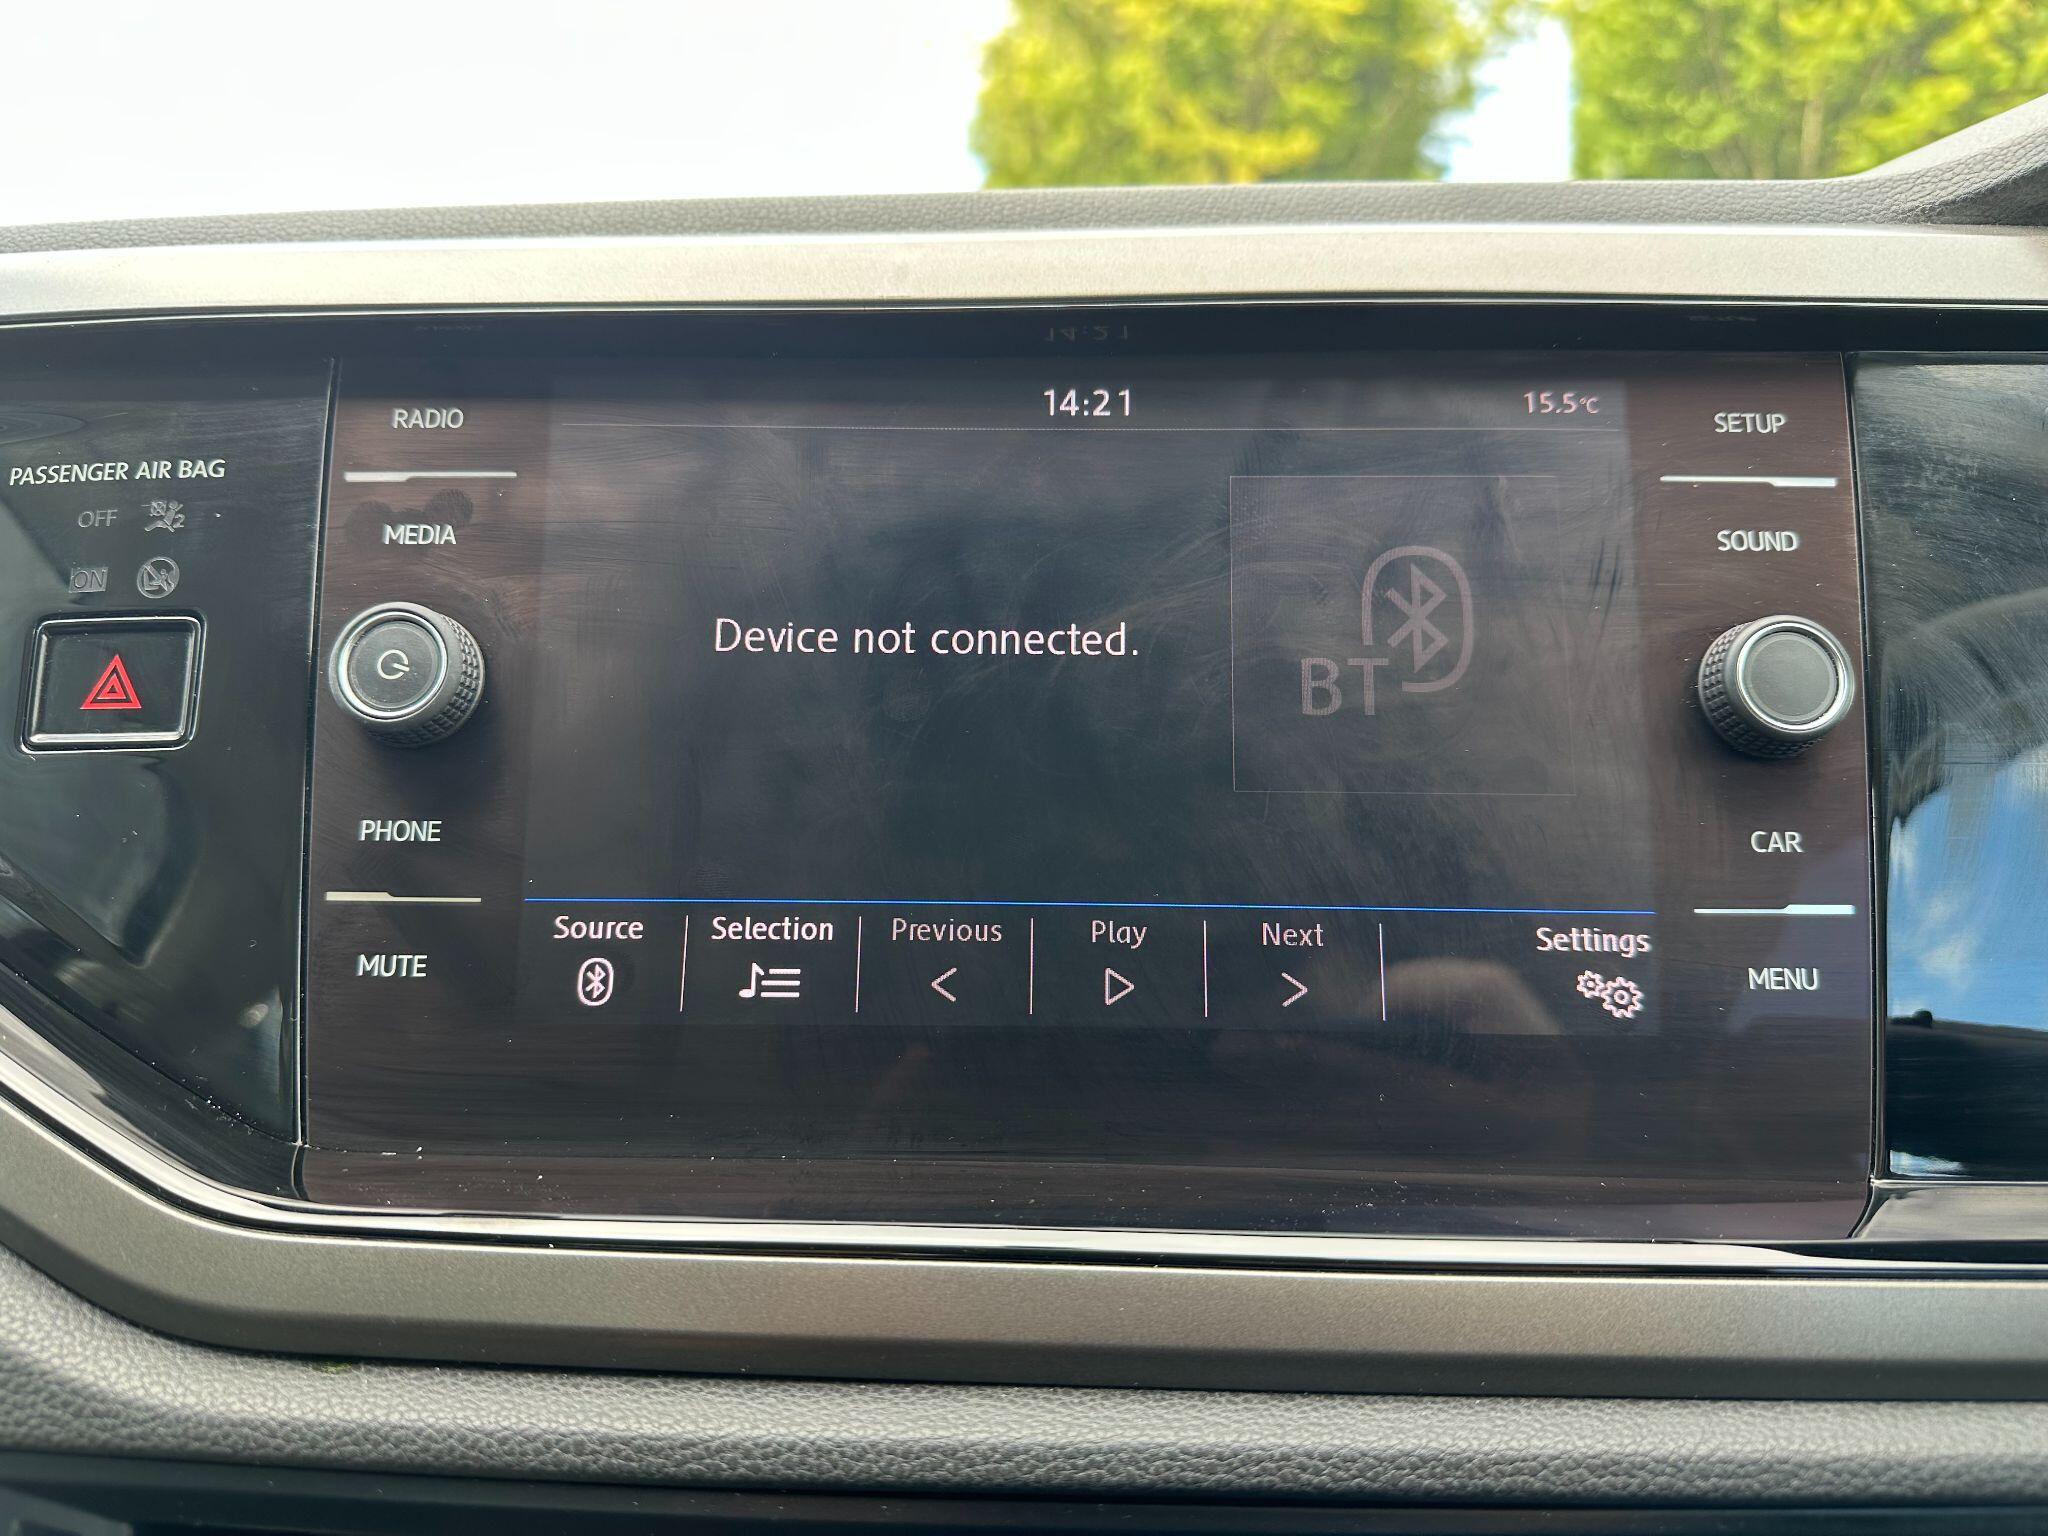 14:21
15.5°C
RADIO
SETUP
PASSENGER AIR BAG
OFF
2
ON
MEDIA
SOUND
Device not connected.
BT
PHONE
CAR
Source
Selection
Previous
Play
Next
Settings
MUTE
MENU